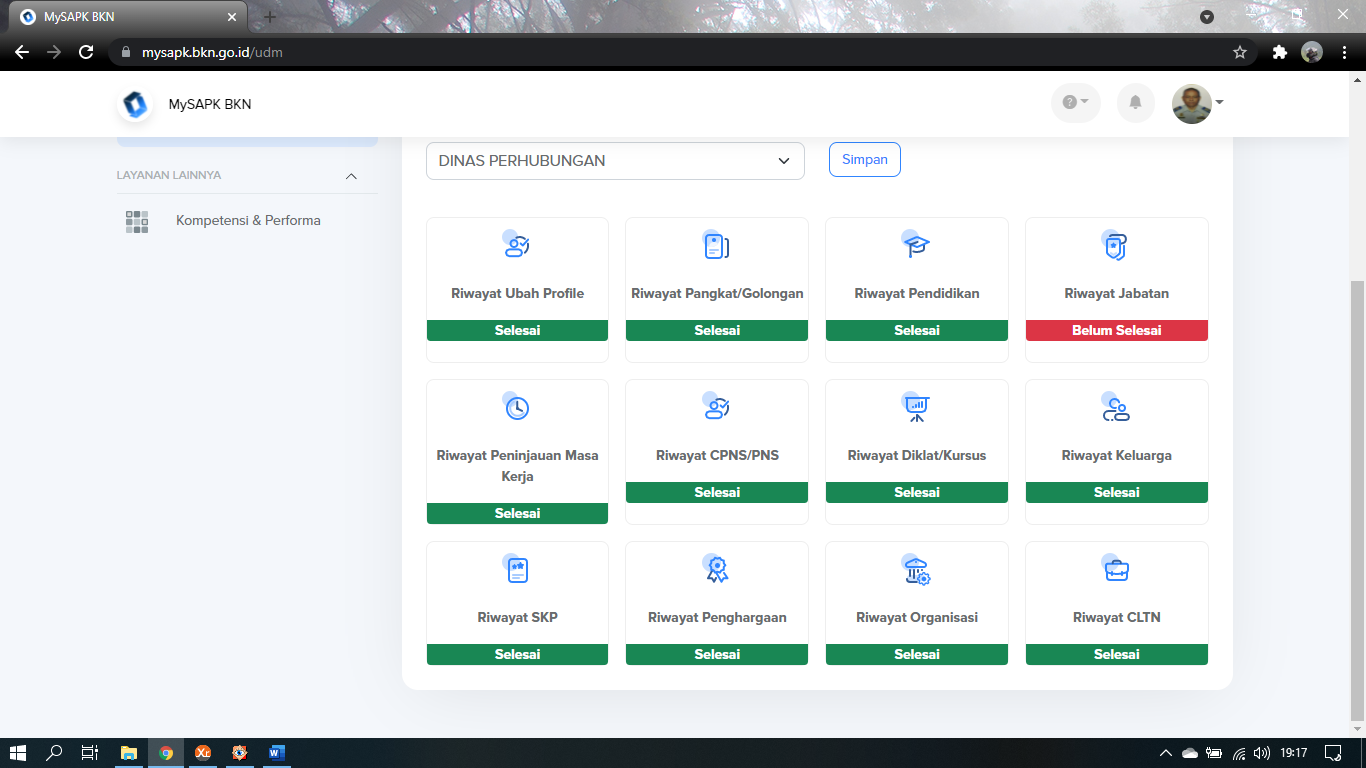 MySAPK BKN
mysapk.bkn.go.id/udm
MySAPK BKN
LAYANAN LAINNYA
Kompetensi & Performa
DINAS PERHUBUNGAN
Simpan
Riwayat Ubah Profile
Selesai
Riwayat Pangkat/Golongan
Selesai
Riwayat Pendidikan
Selesai
Riwayat Jabatan
Belum Selesai
Riwayat Peninjauan Masa
Kerja
Selesai
Riwayat CPNS/PNS
Selesai
Riwayat Diklat/Kursus
Selesai
Riwayat Keluarga
Selesai
Riwayat SKP
Selesai
Riwayat Penghargaan
Selesai
Riwayat Organisasi
Selesai
Riwayat CLTN
Selesai
19:17